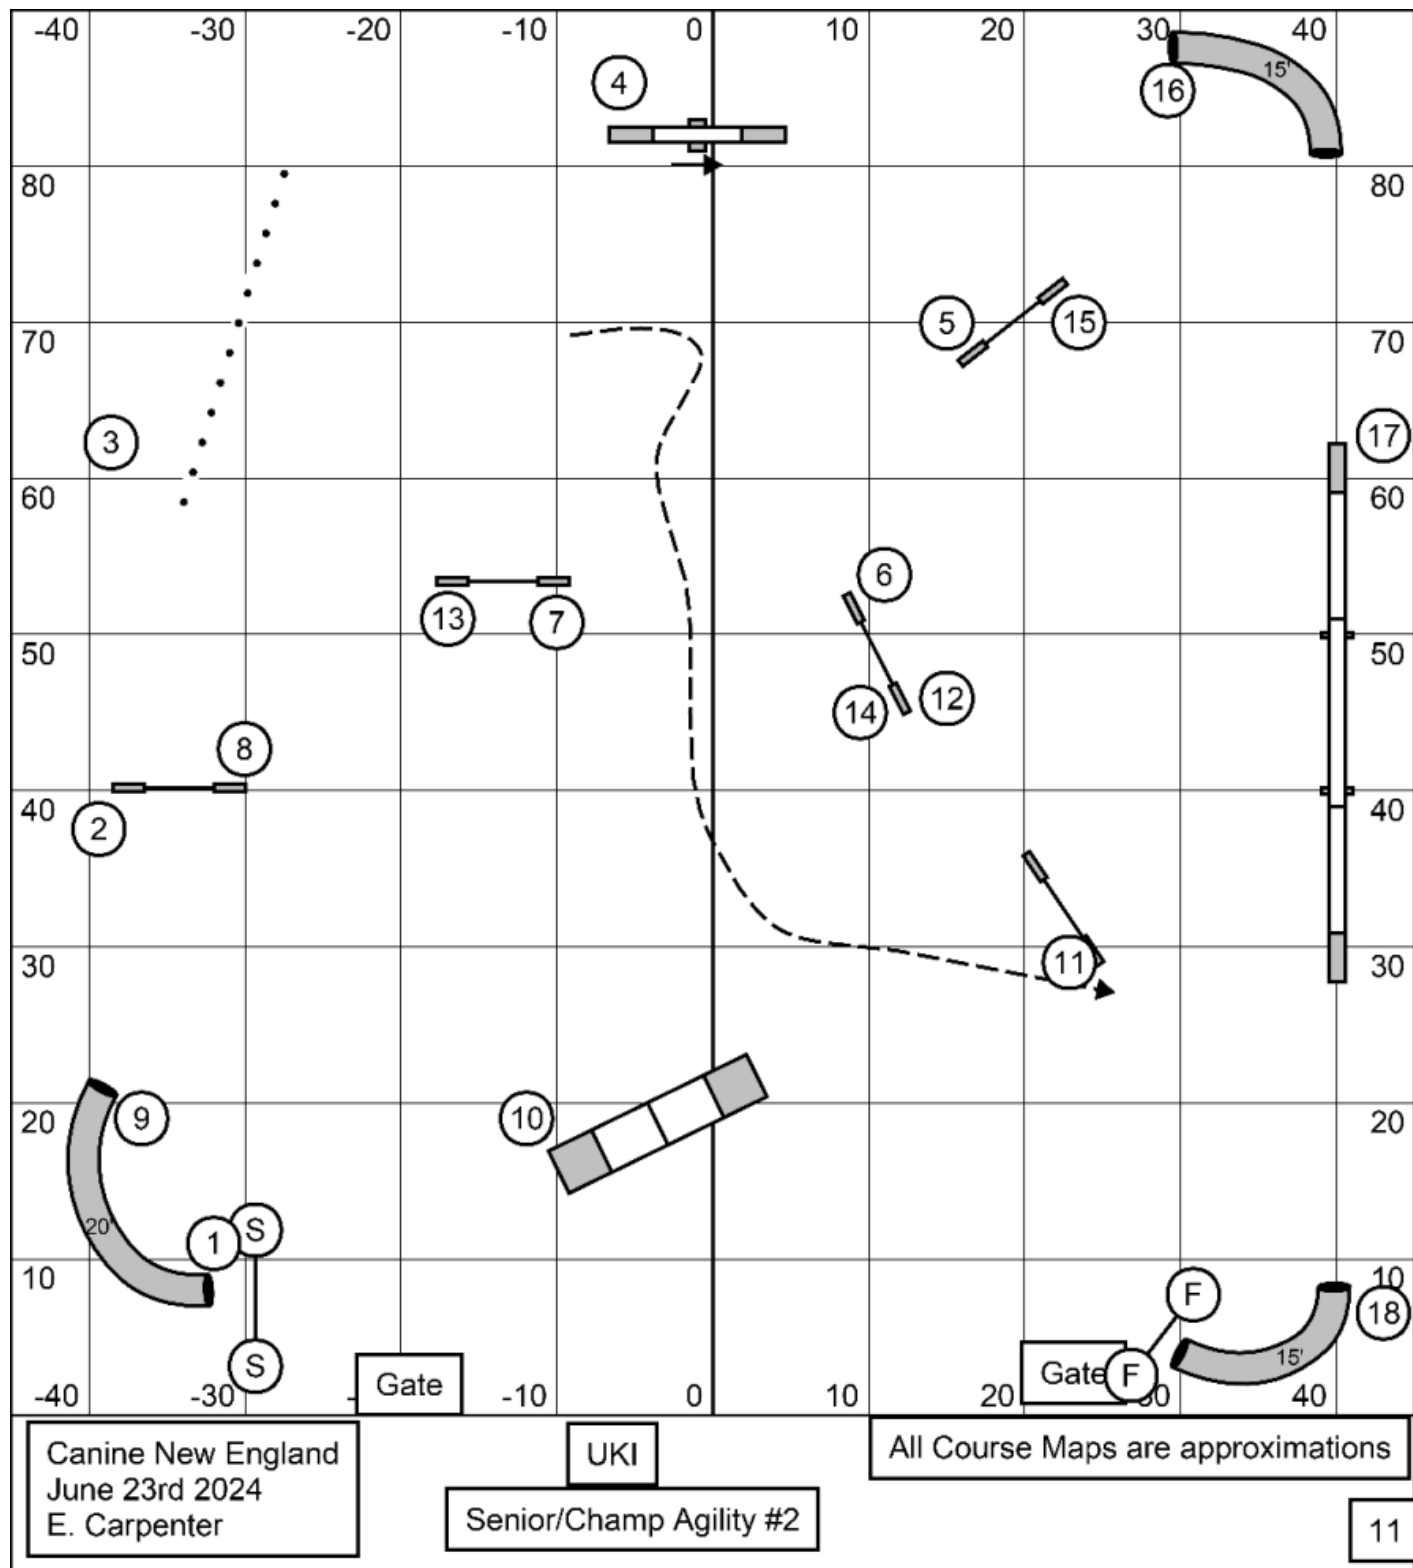 -40 -30 -20 -10 0 10 20 30 40
4
15'
16
80 80
5 15
70 70
3
17
60 60
6
13 7
50 50
14 12
8
40 40
2
11
30 30
9
10
20 20
20'
1 S
10 10
F
18
S
15'
Gate
Gate F
-40 -30 - -10 0 10 20 30 40
Canine New England
June 23rd 2024
E. Carpenter
UKI
Senior/Champ Agility #2
All Course Maps are approximations
11